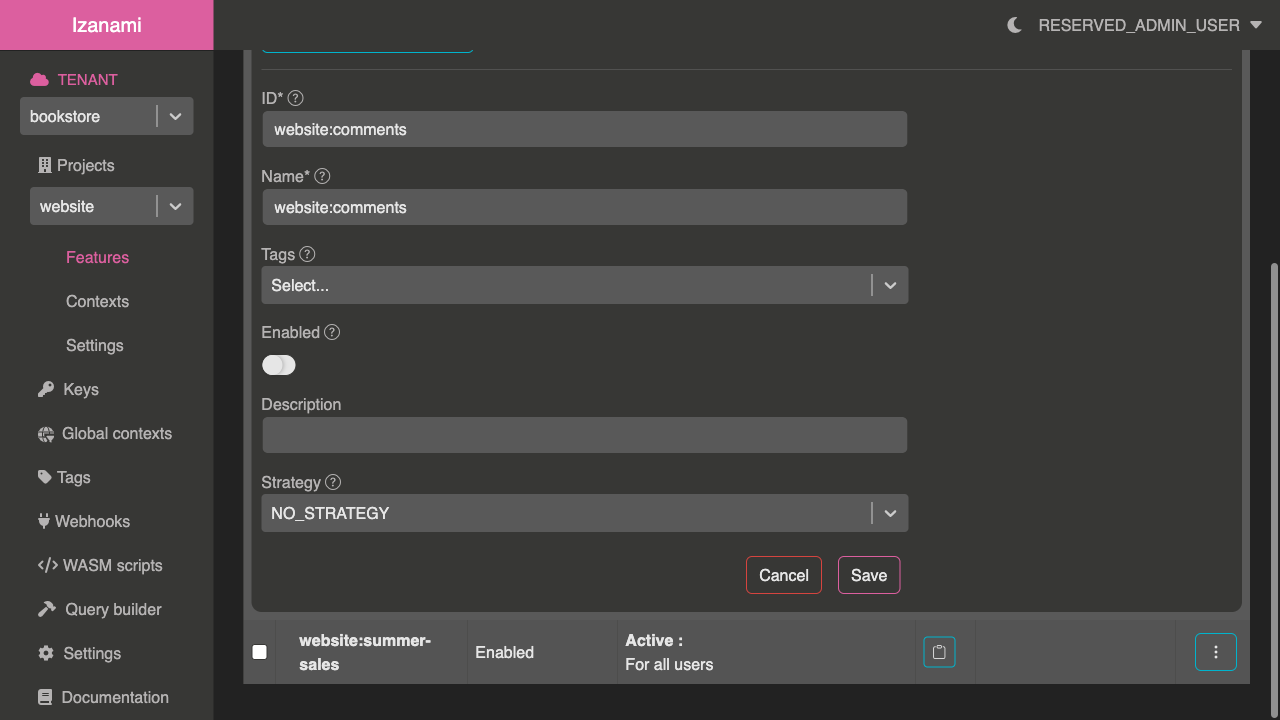 Izanami
RESERVED_ADMIN_USER
TENANT
bookstore
Projects
website
Features
Contexts
Settings
Keys
Global contexts
Tags
Webhooks
WASM scripts
Query builder
Settings
Documentation
ID*
website:comments
Name*
website:comments
Tags
Select...
Enabled
Description
Strategy
NO_STRATEGY
Cancel Save
website:summer-
sales
Enabled
Active :
For all users